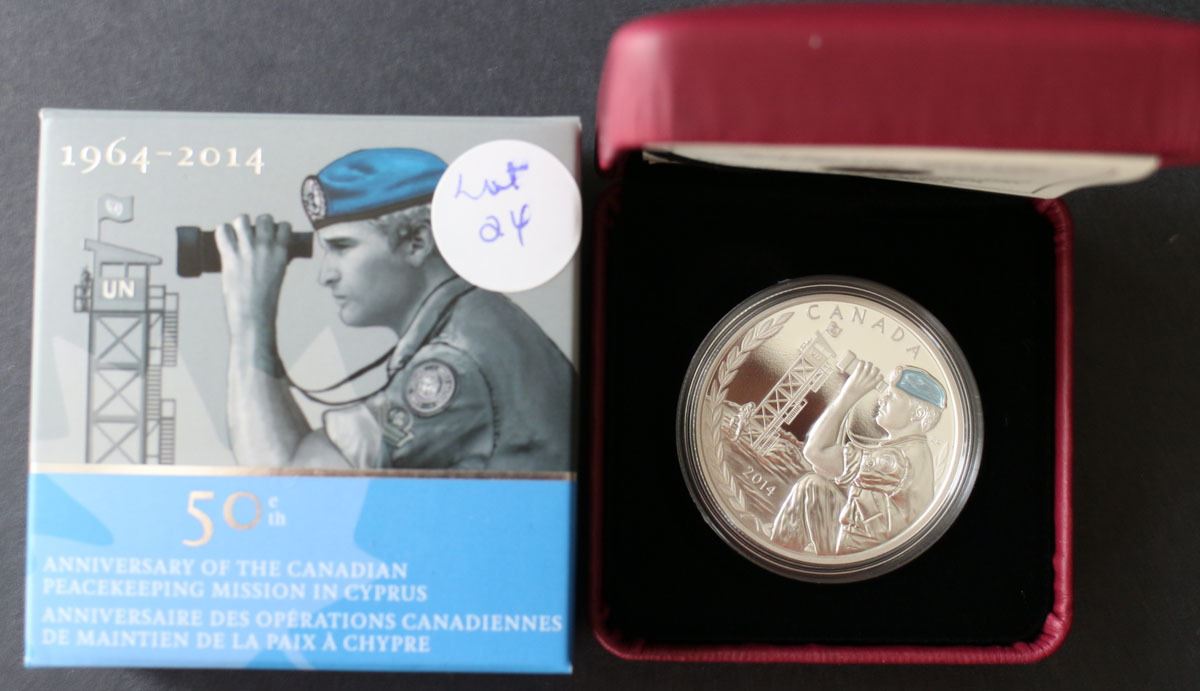 1964-2014
Lot
24
UN
50e
th
ANNIVERSARY OF THE CANADIAN
PEACEKEEPING MISSION IN CYPRUS
ANNIVERSAIRE DES OPÉRATIONS CANADIENNES
DE MAINTIEN DE LA PAIX À CHYPRE
CANADA
2014